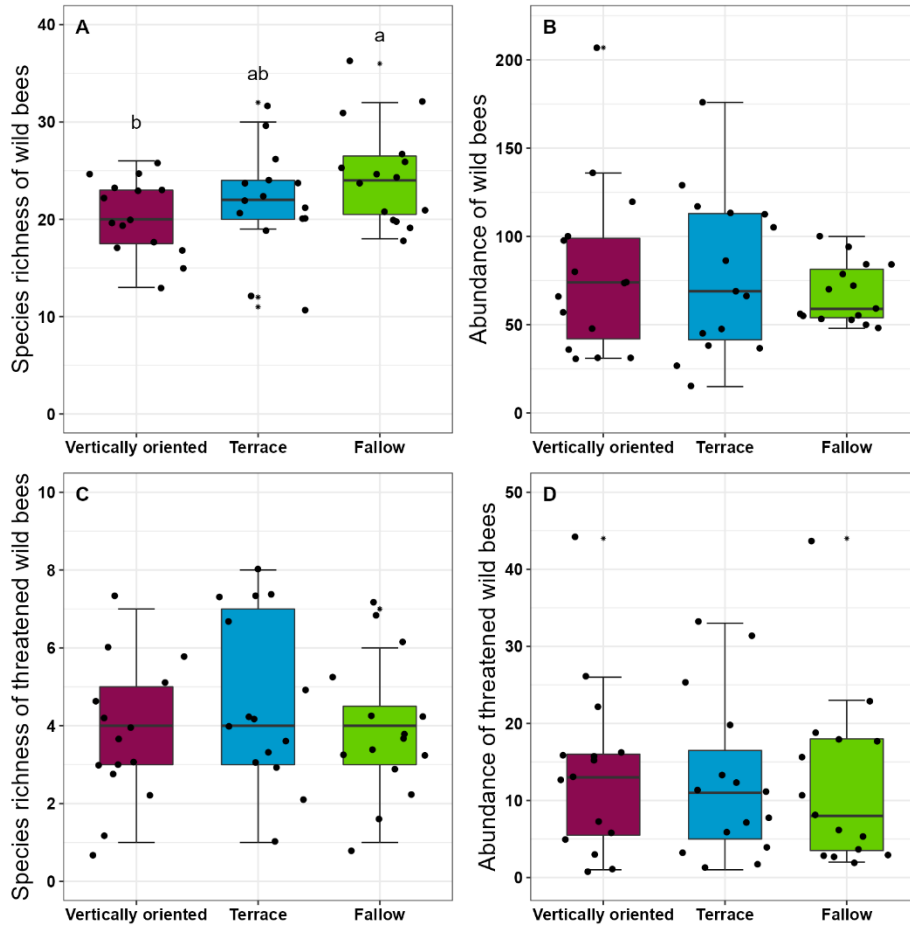 A
B
Species richness of wild bees
40
30
20
10
0
b
ab
a
Vertically oriented Terrace Fallow
Abundance of wild bees
200
150
100
50
0
Vertically oriented Terrace Fallow
C
D
Species richness of threatened wild bees
10
8
6
4
2
0
Vertically oriented Terrace Fallow
Abundance of threatened wild bees
50
40
30
20
10
0
Vertically oriented Terrace Fallow